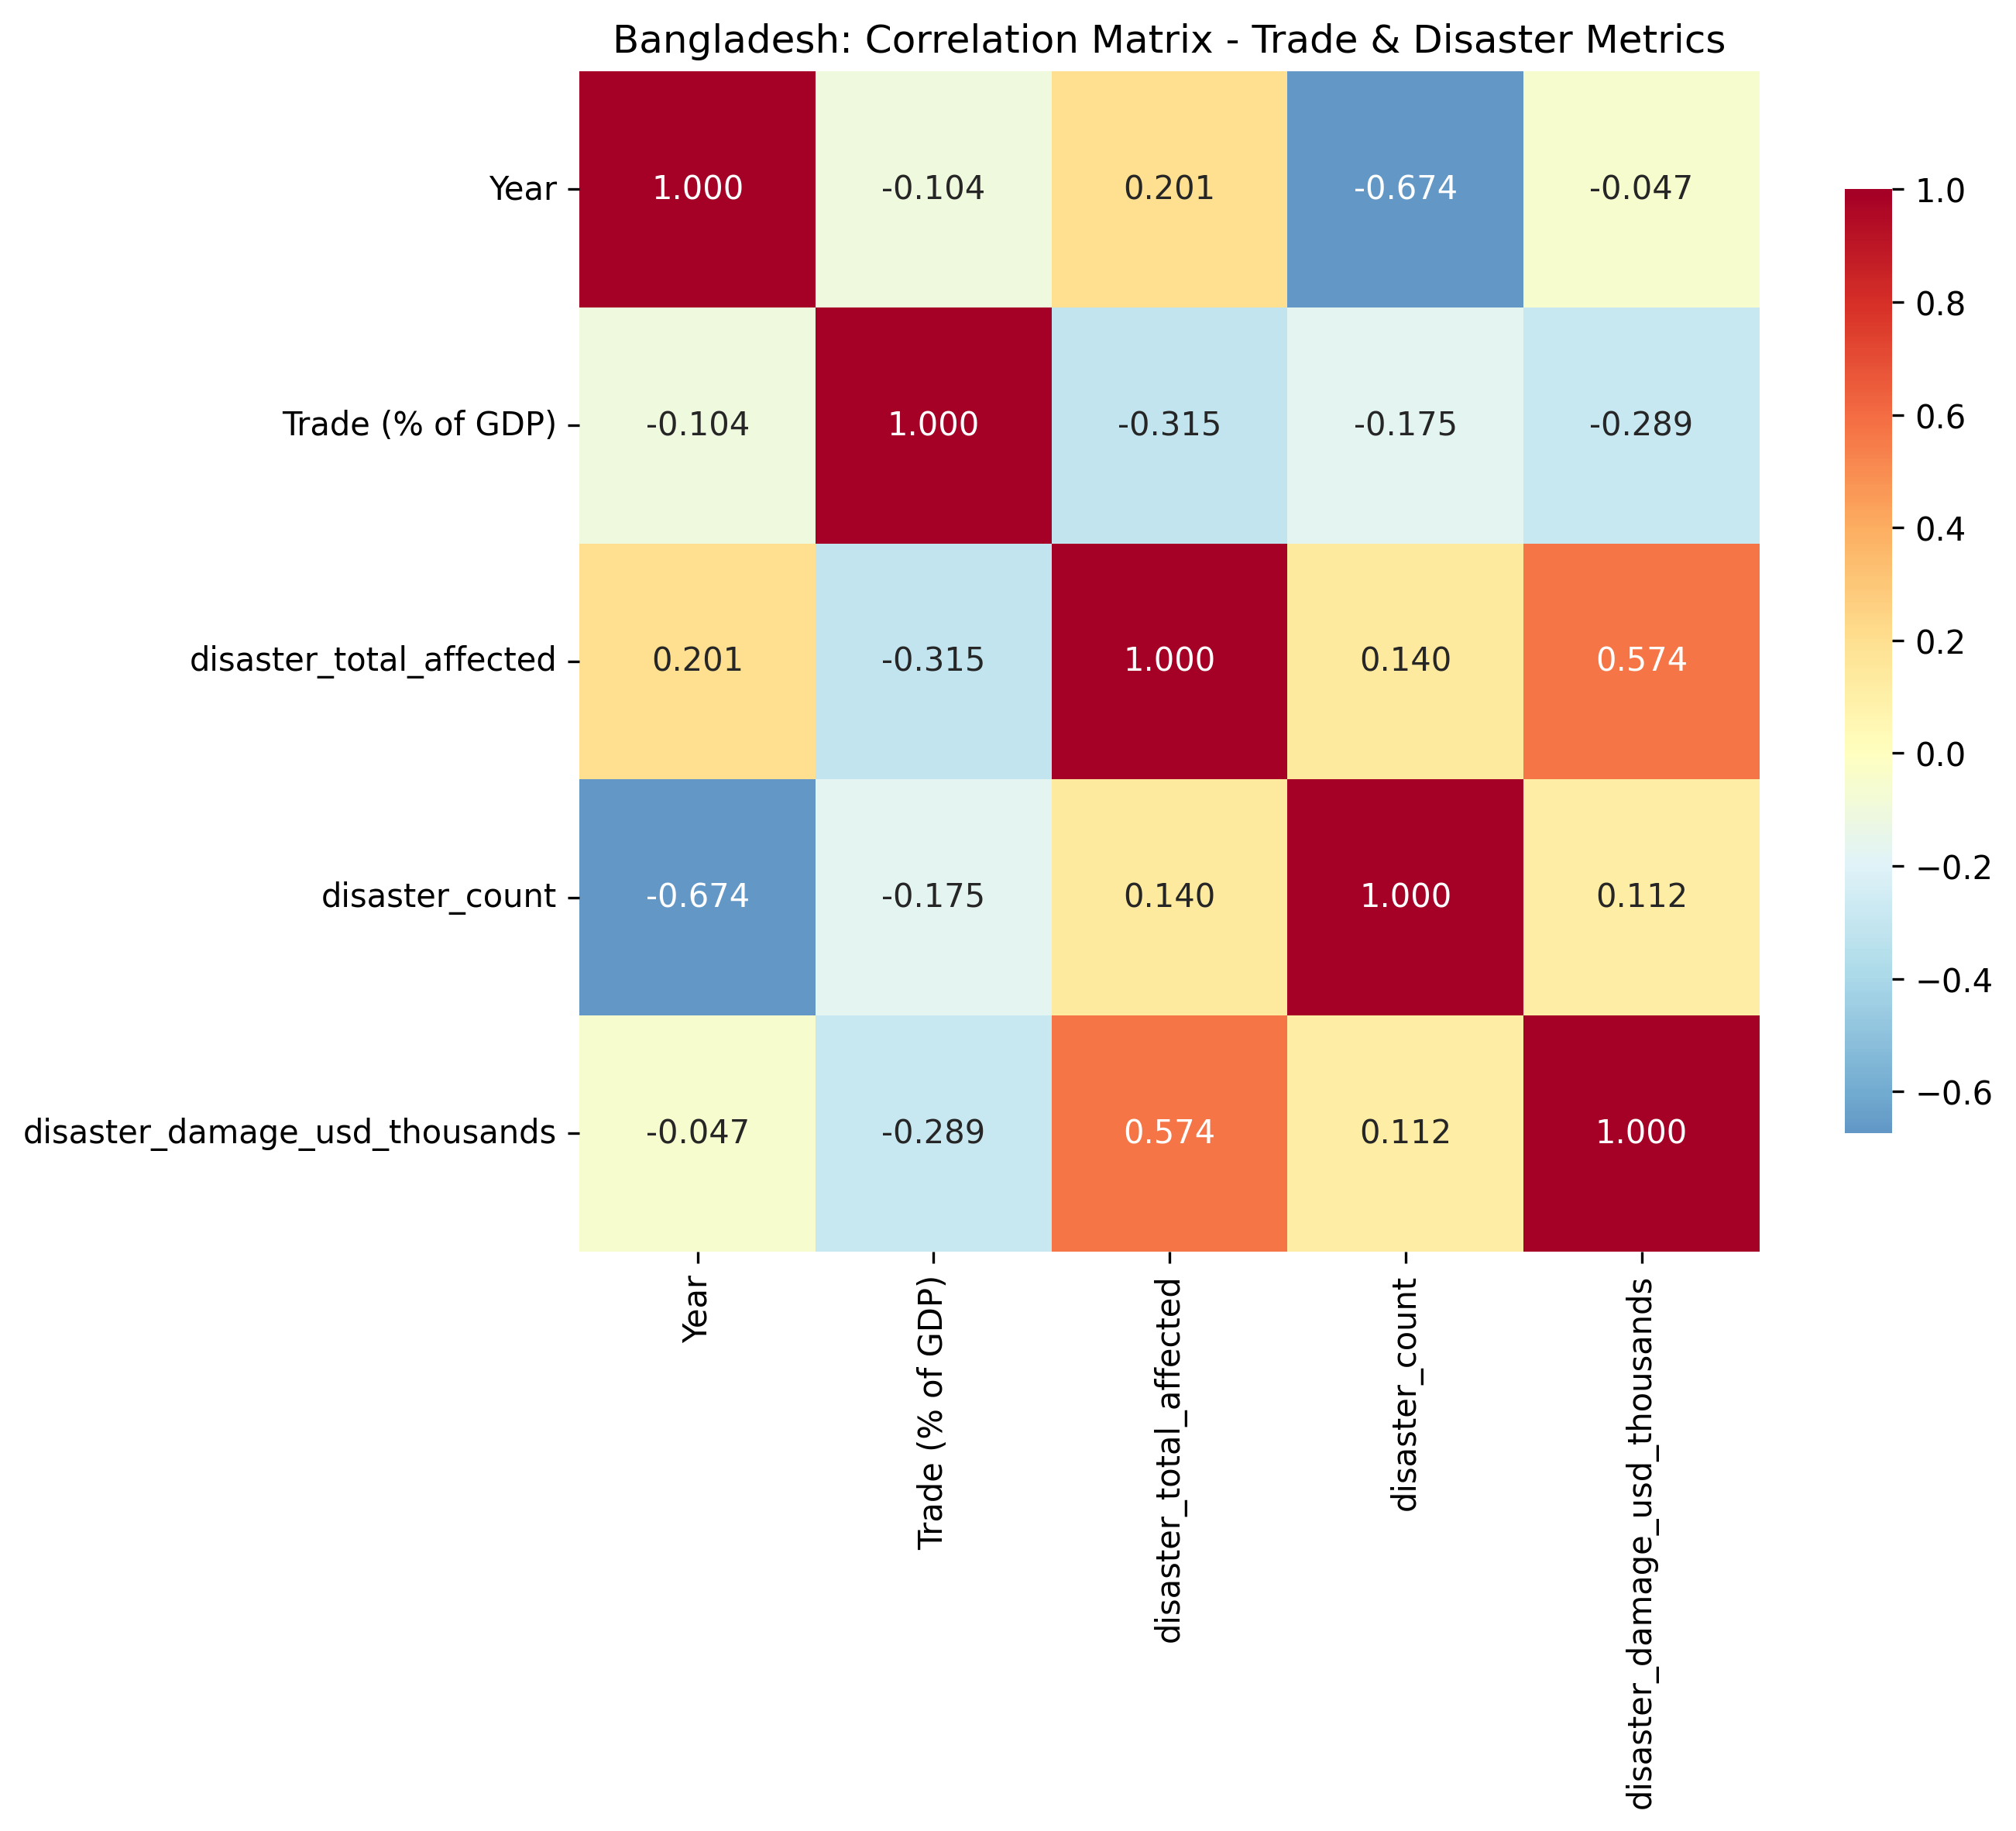 Bangladesh: Correlation Matrix - Trade & Disaster Metrics
Year
1.000 -0.104 0.201 -0.674 -0.047
Trade (% of GDP)
-0.104 1.000 -0.315 -0.175 -0.289
disaster_total_affected
0.201 -0.315 1.000 0.140 0.574
disaster_count
-0.674 -0.175 0.140 1.000 0.112
disaster_damage_usd_thousands
-0.047 -0.289 0.574 0.112 1.000
Year
Trade (% of GDP)
disaster_total_affected
disaster_count
disaster_damage_usd_thousands
1.0
0.8
0.6
0.4
0.2
0.0
−0.2
−0.4
−0.6